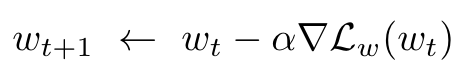 w_{t+1} ← w_t − α∇ℒ_w(w_t)